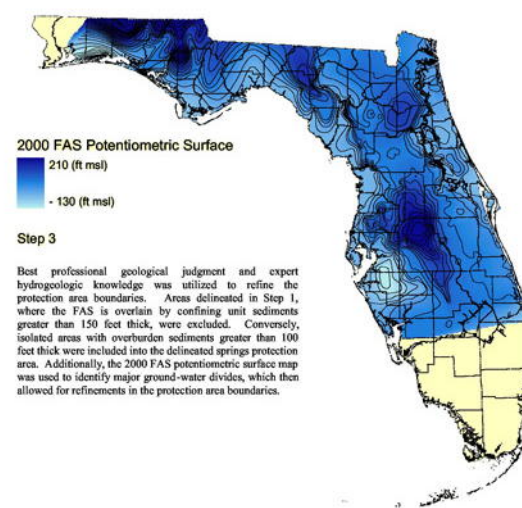 2000 FAS Potentiometric Surface
210 (ft msl)
- 130 (ft msl)
Step 3
Best professional geological judgment and expert
hydrogeologic knowledge was utilized to refine the
protection area boundaries. Areas delineated in Step 1,
where the FAS is overlain by confining unit sediments
greater than 150 feet thick, were excluded. Conversely,
isolated areas with overburden sediments greater than 100
feet thick were included into the delineated springs protection
area. Additionally, the 2000 FAS potentiometric surface map
was used to identify major ground-water divides, which then
allowed for refinements in the protection area boundaries.